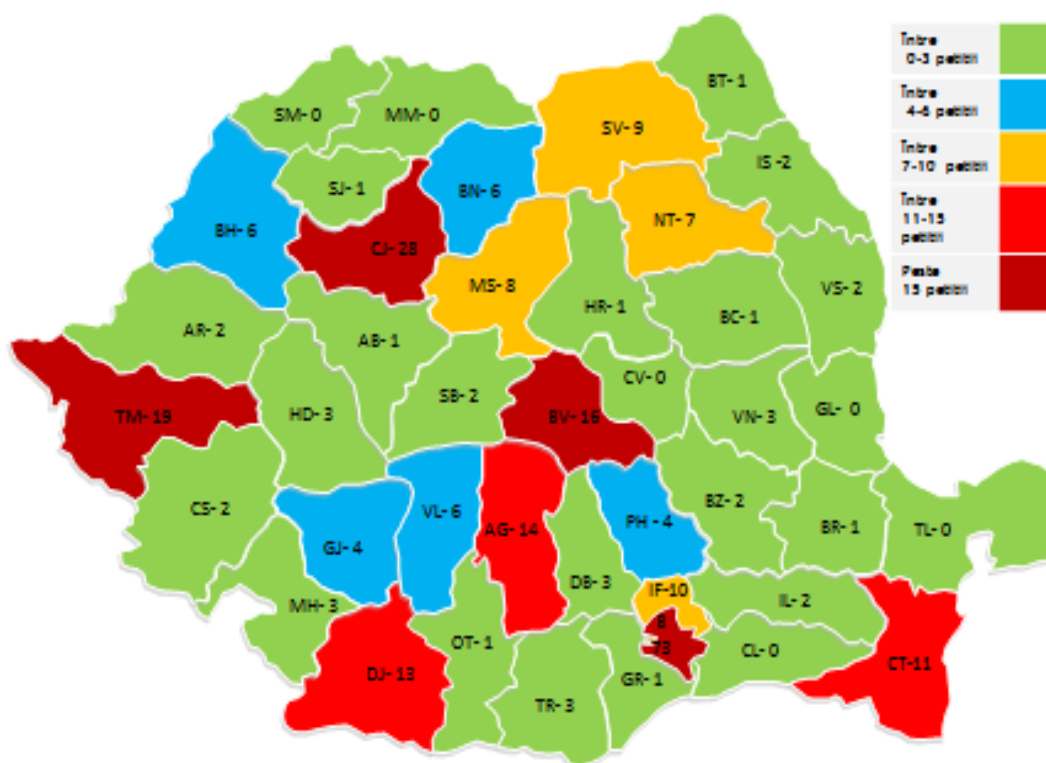 Între
0-3 petitii
Între
4-6 petitii
Între
7-10 petitii
Între
11-15
petitii
Peste
15 petitii
BT- 1
SM- 0
MM- 0
SV- 9
IS -2
SJ- 1
BN- 6
NT- 7
BH- 6
CJ- 28
MS- 8
VS- 2
HR- 1
BC- 1
AR- 2
AB- 1
CV- 0
SB- 2
TM- 19
HD- 3
BV- 16
VN- 3
GL- 0
CS- 2
VL- 6
AG- 14
PH - 4
BZ- 2
BR- 1
TL- 0
GJ- 4
DB- 3
IF-10
IL- 2
MH- 3
B
73
OT- 1
CL- 0
CT-11
DJ- 13
GR- 1
TR- 3